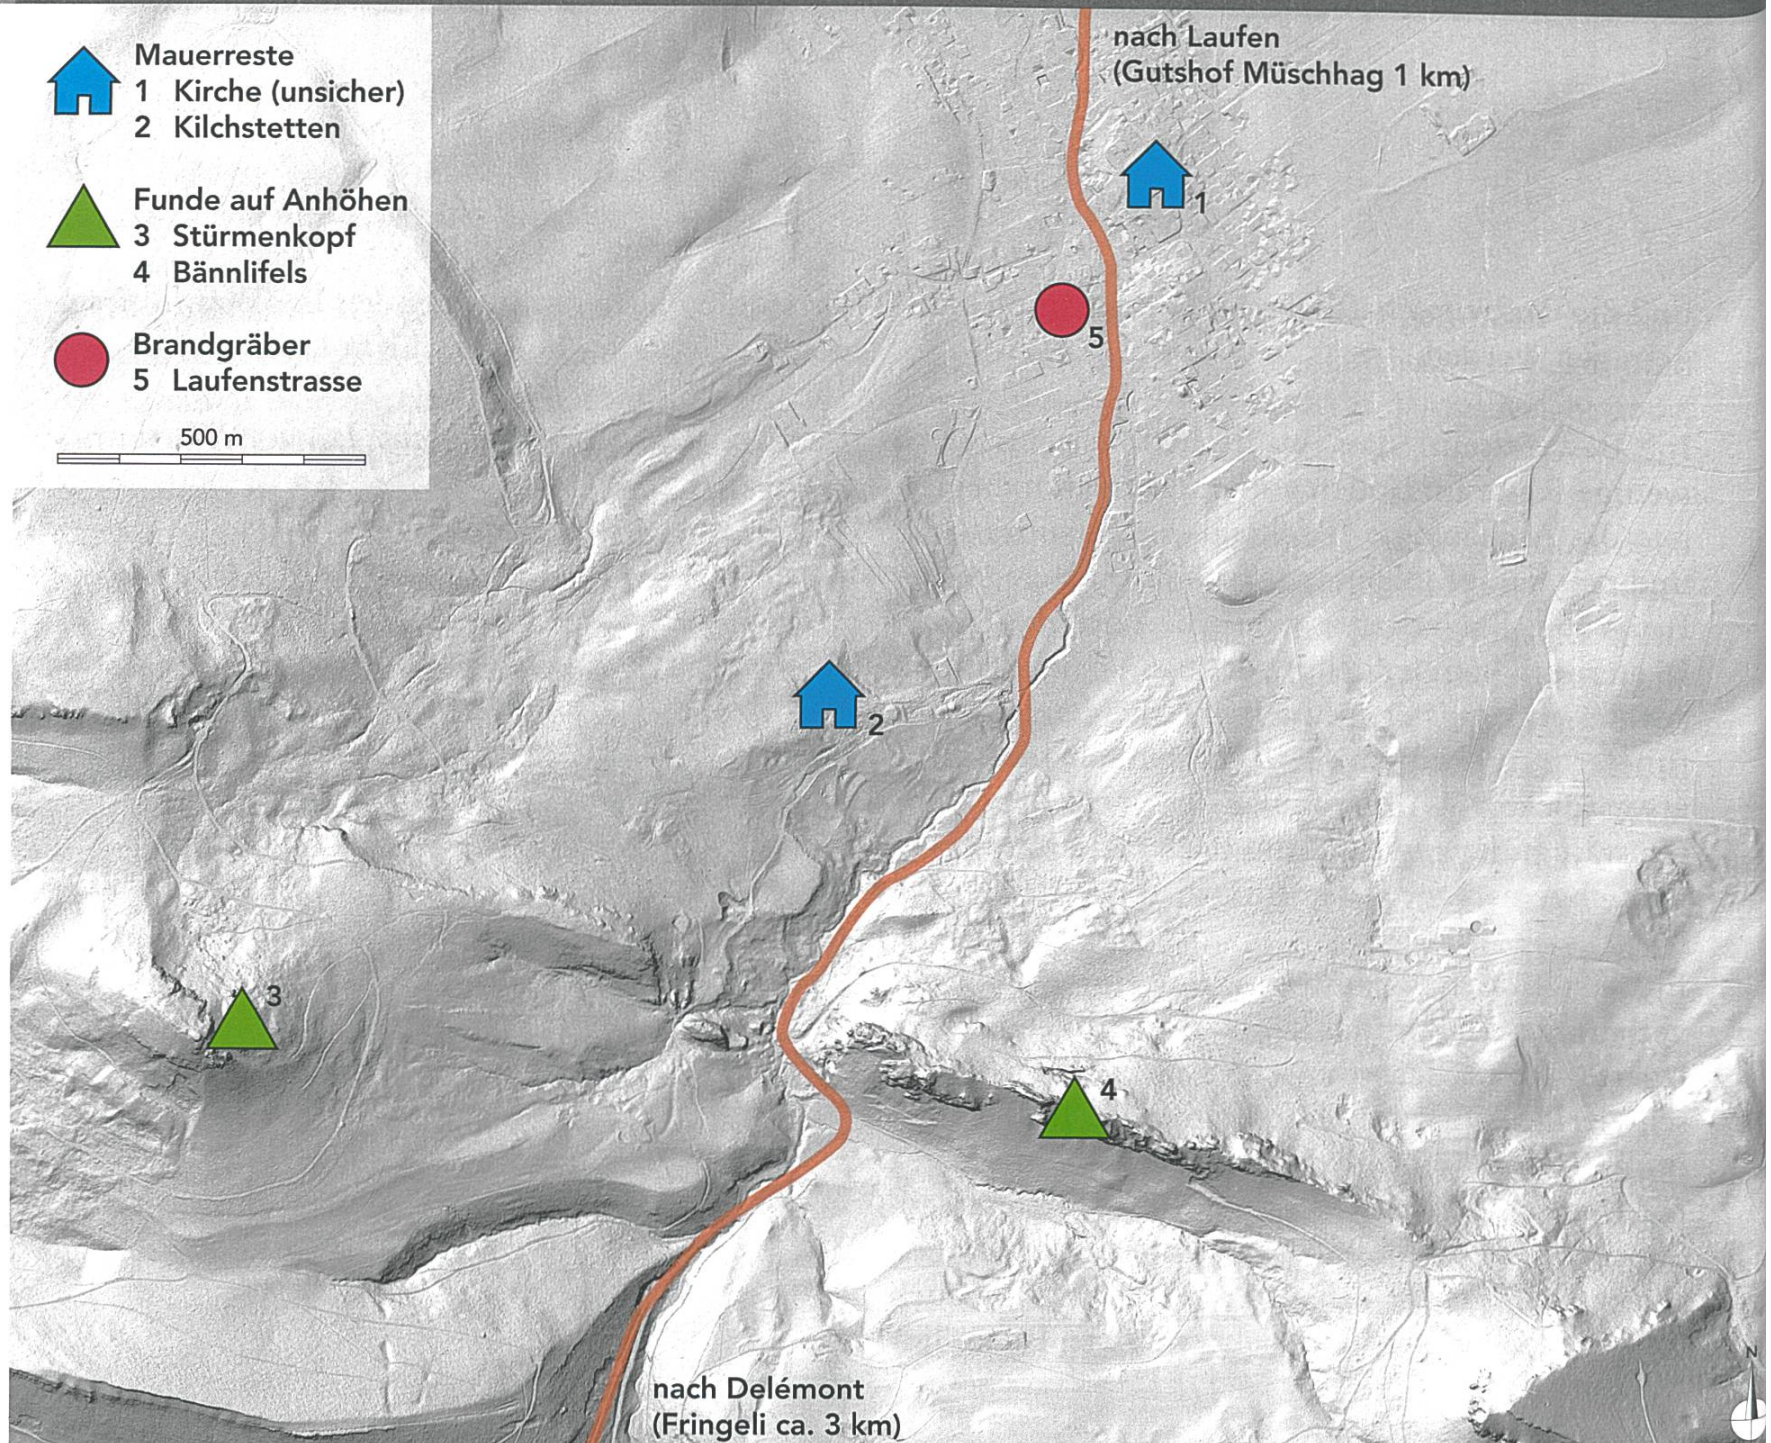 Mauerreste
1 Kirche (unsicher)
2 Kilchstetten
Funde auf Anhöhen
3 Stürmenkopf
4 Bännlifels
Brandgräber
5 Laufenstrasse
500 m
nach Laufen
(Gutshof Müschhag 1 km)
1
5
2
3
4
nach Delémont
(Fringeli ca. 3 km)
N